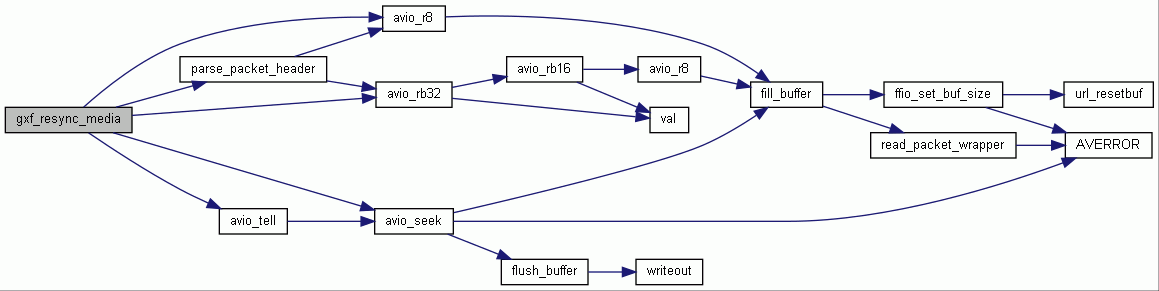 avio_r8
parse_packet_header
avio_rb16
avio_r8
avio_rb32
fill_buffer
ffio_set_buf_size
url_resetbuf
gxf_resync_media
val
read_packet_wrapper
AVERROR
avio_tell
avio_seek
flush_buffer
writeout